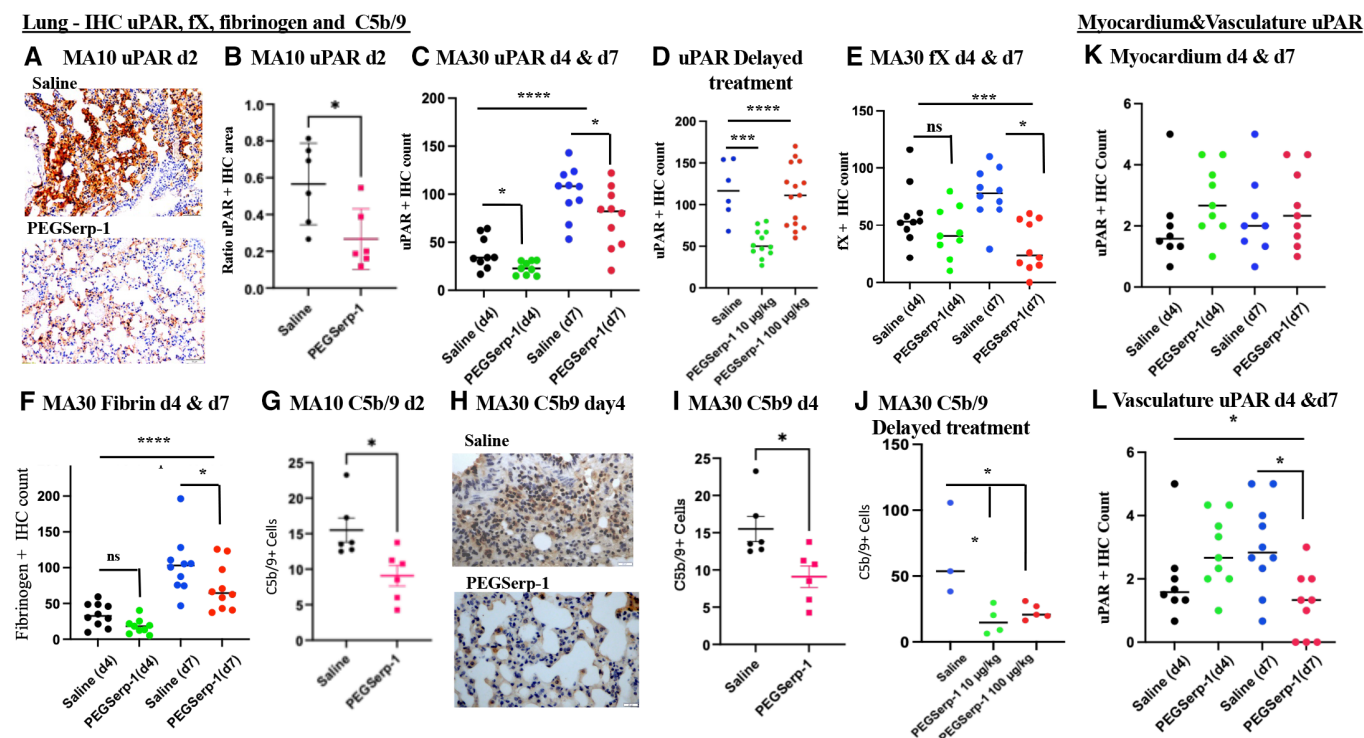 Lung - IHC uPAR, fX, fibrinogen and C5b/9
Myocardium&Vasculature uPAR
A MA10 uPAR d2
Saline
PEGSerp-1
B MA10 uPAR d2
*
Ratio uPAR + IHC area
1.0
0.8
0.6
0.4
0.2
0.0
Saline
PEGSerp-1
C MA30 uPAR d4 & d7
****
*
*
uPAR + IHC count
200
150
100
50
0
Saline (d4)
PEGSerp-1(d4)
Saline (d7)
PEGSerp-1(d7)
D uPAR Delayed
treatment
****
***
uPAR + IHC count
200
150
100
50
0
Saline
PEGSerp-1 10 µg/kg
PEGSerp-1 100 µg/kg
E MA30 fX d4 & d7
***
ns
*
fX + IHC count
150
100
50
0
Saline (d4)
PEGSerp-1(d4)
Saline (d7)
PEGSerp-1(d7)
K Myocardium d4 & d7
uPAR + IHC Count
6
4
2
0
Saline (d4)
PEGSerp-1(d4)
Saline (d7)
PEGSerp-1(d7)
F MA30 Fibrin d4 & d7
****
*
ns
Fibrinogen + IHC count
200
150
100
50
0
Saline (d4)
PEGSerp-1(d4)
Saline (d7)
PEGSerp-1(d7)
G MA10 C5b/9 d2
*
C5b/9+ Cells
25
20
15
10
5
0
Saline
PEGSerp-1
H MA30 C5b9 day4
Saline
PEGSerp-1
I MA30 C5b9 d4
*
C5b/9+ Cells
25
20
15
10
5
0
Saline
PEGSerp-1
J MA30 C5b/9
Delayed treatment
*
*
C5b/9+ Cells
150
100
50
0
Saline
PEGSerp-1 10 µg/kg
PEGSerp-1 100 µg/kg
L Vasculature uPAR d4 &d7
*
*
uPAR + IHC Count
6
4
2
0
Saline (d4)
PEGSerp-1(d4)
Saline (d7)
PEGSerp-1(d7)